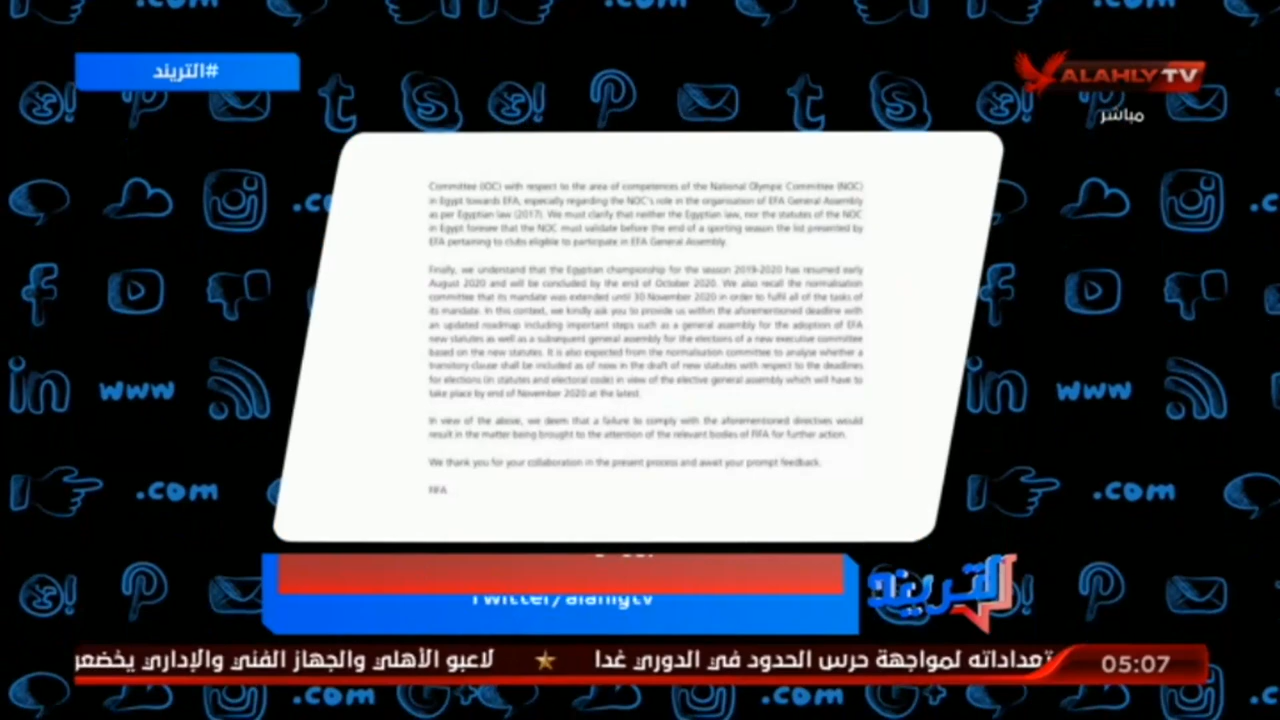 #التريند
ALAHLY TV
مباشر
Committee (IOC) with respect to the area of competences of the National Olympic Committee (NOC)
in Egypt towards EFA, especially regarding the NOC's role in the organisation of EFA General Assembly
as per Egyptian law (2017). We must clarify that neither the Egyptian law, nor the statutes of the NOC
in Egypt foresee that the NOC must validate before the end of a sporting season the list presented by
EFA pertaining to clubs eligible to participate in EFA General Assembly.
Finally, we understand that the Egyptian championship for the season 2019-2020 has resumed early
August 2020 and will be concluded by the end of October 2020. We also recall the normalisation
committee that its mandate was extended until 30 November 2020 in order to fulfil all of the tasks of
its mandate. In this context, we kindly ask you to provide us within the aforementioned deadline with
an updated roadmap including important steps such as a general assembly for the adoption of EFA
new statutes as well as a subsequent general assembly for the elections of a new executive committee
based on the new statutes. It is also expected from the normalisation committee to analyse whether a
transitory clause shall be included as of now in the draft of new statutes with respect to the deadlines
for elections (in statutes and electoral code) in view of the elective general assembly which will have to
take place by end of November 2020 at the latest.
In view of the above, we deem that a failure to comply with the aforementioned directives would
result in the matter being brought to the attention of the relevant bodies of FIFA for further action.
We thank you for your collaboration in the present process and await your prompt feedback.
FIFA
www
www
.com
.com
Twitter/alahlytv
التريند
تعداداته لمواجهة حرس الحدود في الدوري غدا ★ لاعبو الأهلي والجهاز الفني والإداري يخضعو
05:07
.com
.com